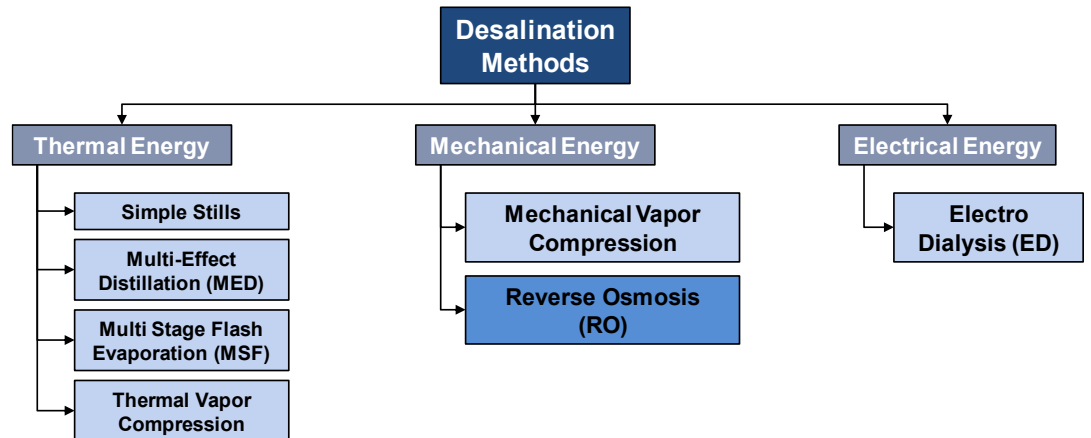 Desalination
Methods
Thermal Energy
Mechanical Energy
Electrical Energy
Simple Stills
Multi-Effect
Distillation (MED)
Multi Stage Flash
Evaporation (MSF)
Thermal Vapor
Compression
Mechanical Vapor
Compression
Reverse Osmosis
(RO)
Electro
Dialysis (ED)